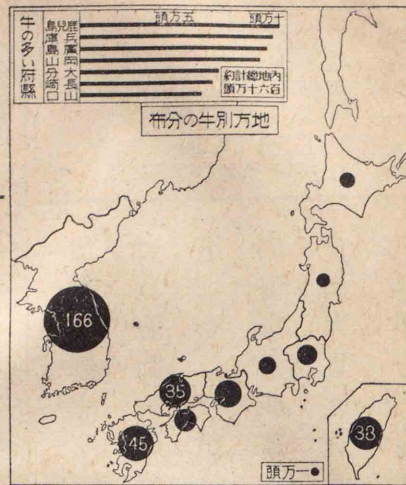 牛の多い府縣
十万頭
五万頭
鹿児島
兵庫
廣島
岡山
大分
長崎
山口
内地總計約
百六十万頭
地方別牛の分布
166
35
45
一万頭